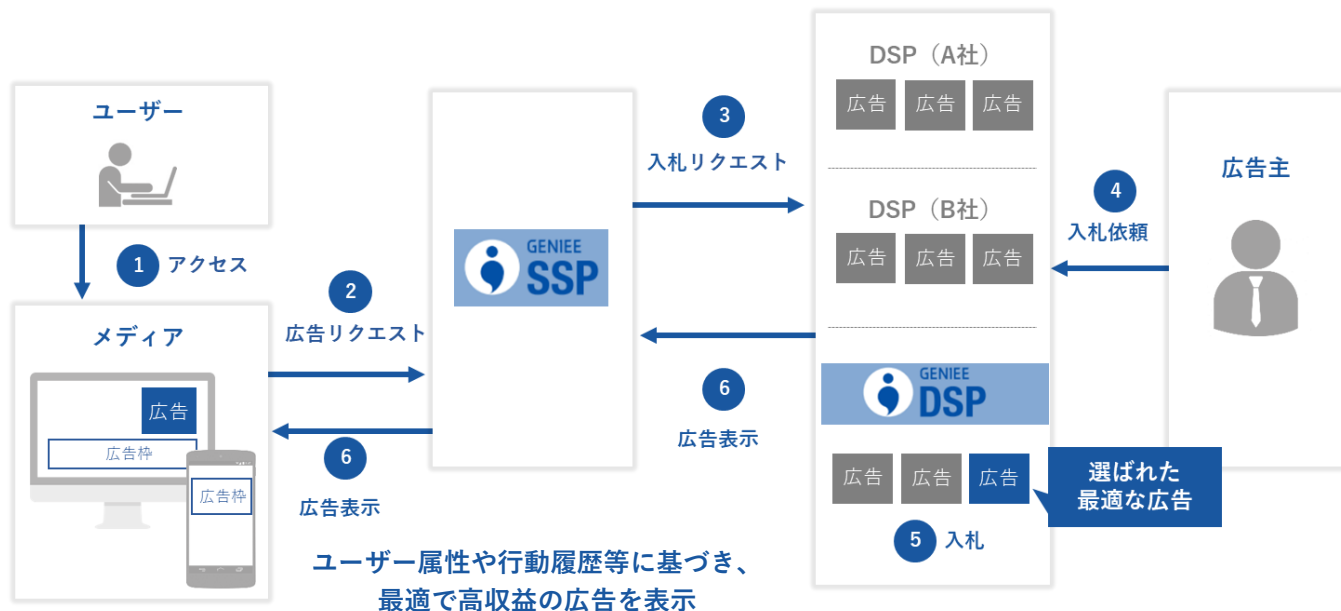 ユーザー
1 アクセス
メディア
広告
広告枠
広告枠
2
広告リクエスト
6
広告表示
GENIEE
SSP
3
入札リクエスト
6
広告表示
DSP（A社）
広告 広告 広告
DSP（B社）
広告 広告 広告
GENIEE
DSP
広告 広告 広告
5 入札
選ばれた
最適な広告
4
入札依頼
広告主
ユーザー属性や行動履歴等に基づき、
最適で高収益の広告を表示